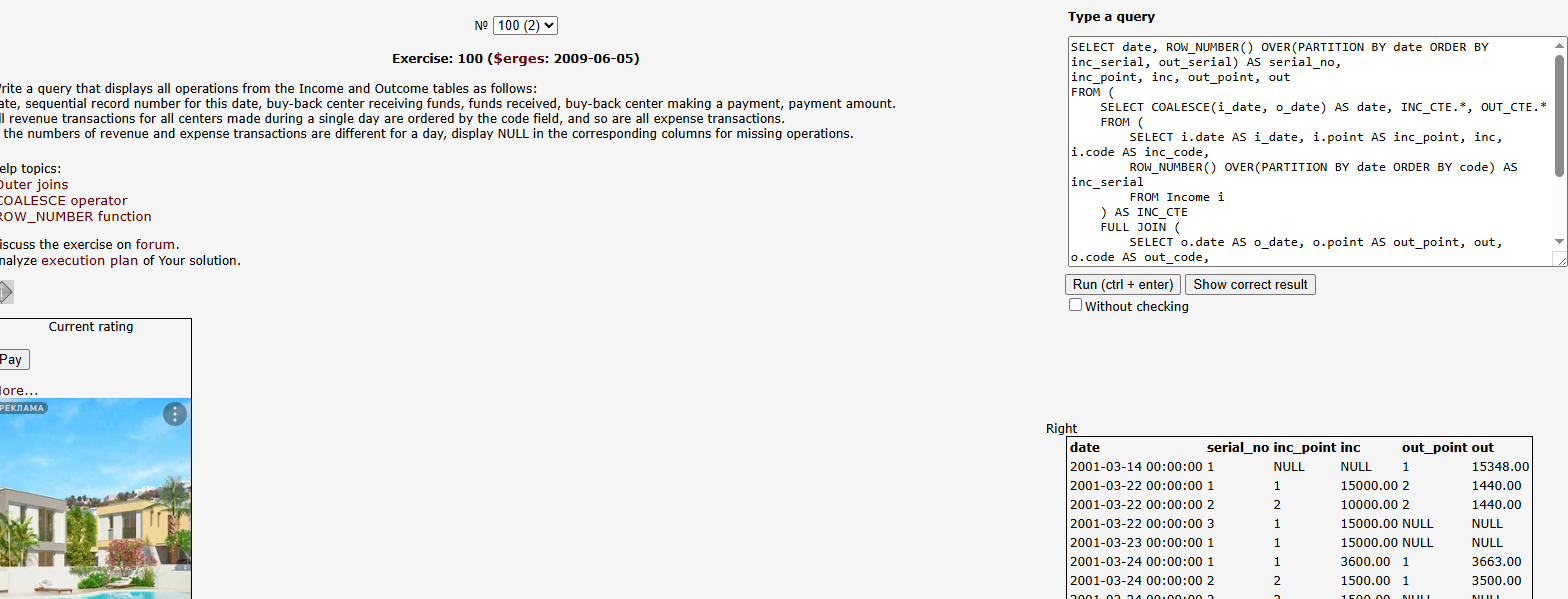 № 100 (2)
Exercise: 100 ($erges: 2009-06-05)
rite a query that displays all operations from the Income and Outcome tables as follows:
ate, sequential record number for this date, buy-back center receiving funds, funds received, buy-back center making a payment, payment amount.
ll revenue transactions for all centers made during a single day are ordered by the code field, and so are all expense transactions.
the numbers of revenue and expense transactions are different for a day, display NULL in the corresponding columns for missing operations.
elp topics:
Outer joins
COALESCE operator
ROW_NUMBER function
iscuss the exercise on forum.
nalyze execution plan of Your solution.
Current rating
Pay
More...
РЕКЛАМА
Type a query
SELECT date, ROW_NUMBER() OVER(PARTITION BY date ORDER BY
inc_serial, out_serial) AS serial_no,
inc_point, inc, out_point, out
FROM (
SELECT COALESCE(i_date, o_date) AS date, INC_CTE.*, OUT_CTE.*
FROM (
SELECT i.date AS i_date, i.point AS inc_point, inc,
i.code AS inc_code,
ROW_NUMBER() OVER(PARTITION BY date ORDER BY code) AS
inc_serial
FROM Income i
) AS INC_CTE
FULL JOIN (
SELECT o.date AS o_date, o.point AS out_point, out,
o.code AS out_code,
Run (ctrl + enter) Show correct result
Without checking
Right
date serial_no inc_point inc out_point out
2001-03-14 00:00:00 1 NULL NULL 1 15348.00
2001-03-22 00:00:00 1 1 15000.00 2 1440.00
2001-03-22 00:00:00 2 2 10000.00 2 1440.00
2001-03-22 00:00:00 3 1 15000.00 NULL NULL
2001-03-23 00:00:00 1 1 15000.00 NULL NULL
2001-03-24 00:00:00 1 1 3600.00 1 3663.00
2001-03-24 00:00:00 2 2 1500.00 1 3500.00
2001-03-24 00:00:00 3 2 1500.00 NULL NULL